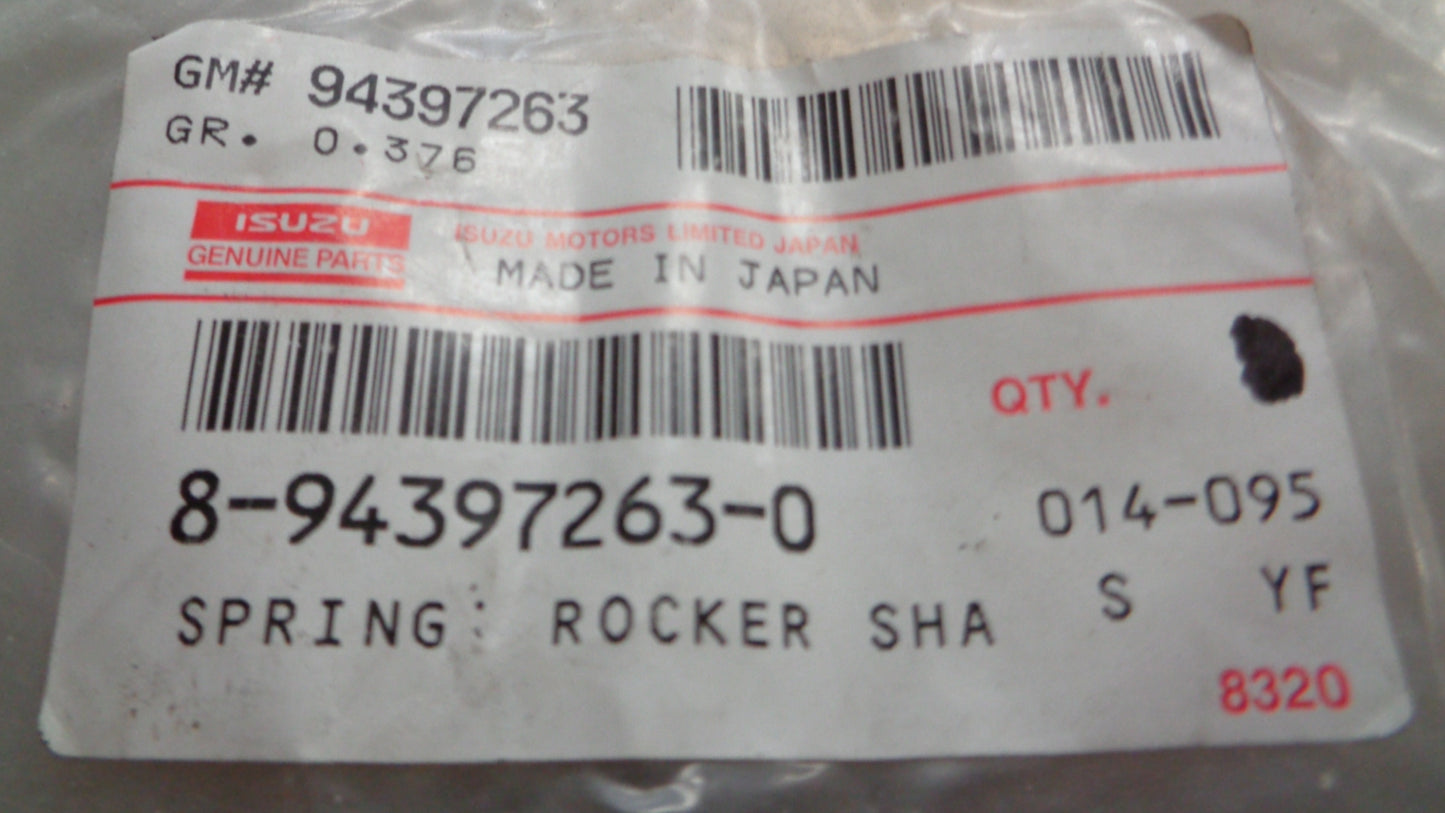 GM# 94397263
GR. 0.376
ISUZU
GENUINE PARTS
ISUZU MOTORS LIMITED JAPAN
MADE IN JAPAN
QTY.
8-94397263-0
014-095
SPRING: ROCKER SHA
S YF
8320